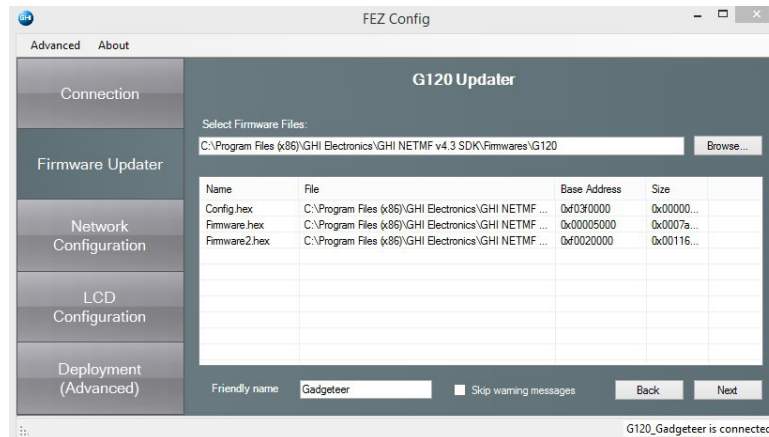 GHI
FEZ Config
Advanced About
Connection
Firmware Updater
Network
Configuration
LCD
Configuration
Deployment
(Advanced)
G120 Updater
Select Firmware Files:
C:\Program Files (x86)\GHI Electronics\GHI NETMF v4.3 SDK\Firmwares\G120 Browse...
Name File Base Address Size
Config.hex C:\Program Files (x86)\GHI Electronics\GHI NETMF ... 0xf03f0000 0x00000...
Firmware.hex C:\Program Files (x86)\GHI Electronics\GHI NETMF ... 0x00005000 0x0007a...
Firmware2.hex C:\Program Files (x86)\GHI Electronics\GHI NETMF ... 0xf0020000 0x00116...
Friendly name Gadgeteer Skip warning messages Back Next
G120_Gadgeteer is connected